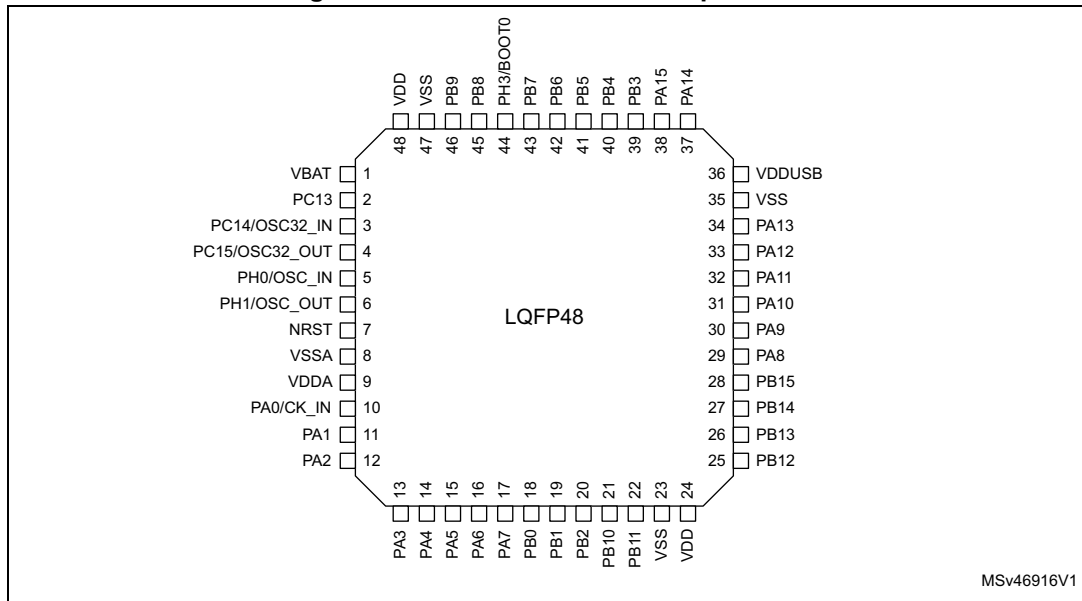 VDD
VSS
PB9
PB8
PH3/BOOT0
PB7
PB6
PB5
PB4
PB3
PA15
PA14
48
47
46
45
44
43
42
41
40
39
38
37
VBAT 1
PC13 2
PC14/OSC32_IN 3
PC15/OSC32_OUT 4
PH0/OSC_IN 5
PH1/OSC_OUT 6
NRST 7
VSSA 8
VDDA 9
PA0/CK_IN 10
PA1 11
PA2 12
LQFP48
36 VDDUSB
35 VSS
34 PA13
33 PA12
32 PA11
31 PA10
30 PA9
29 PA8
28 PB15
27 PB14
26 PB13
25 PB12
13
14
15
16
17
18
19
20
21
22
23
24
PA3
PA4
PA5
PA6
PA7
PB0
PB1
PB2
PB10
PB11
VSS
VDD
MSv46916V1